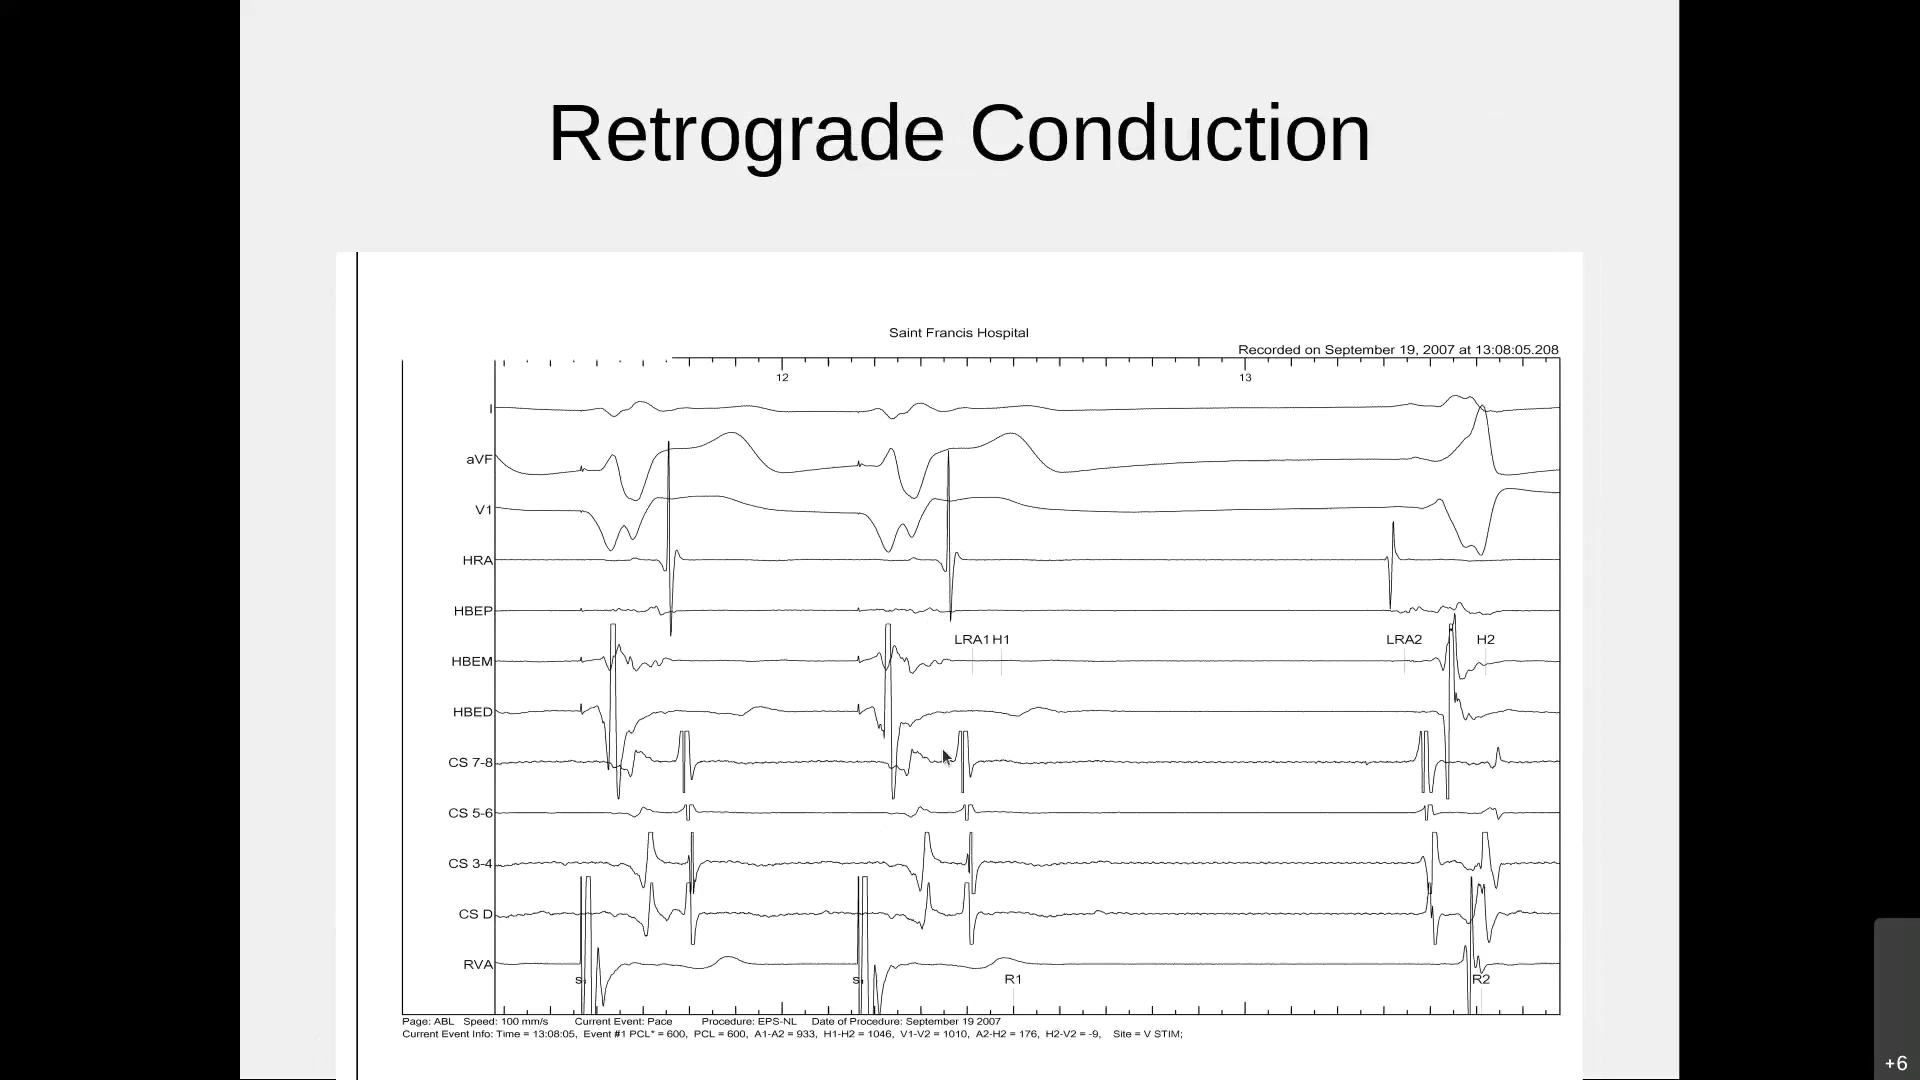 Retrograde Conduction
Saint Francis Hospital
Recorded on September 19, 2007 at 13:08:05.208
12 13
I
aVF
V1
HRA
HBEP
LRA1 H1 LRA2 H2
HBEM
HBED
CS 7-8
CS 5-6
CS 3-4
CS D
RVA
S1 S1 R1 R2
Page: ABL Speed: 100 mm/s Current Event: Pace Procedure: EPS-NL Date of Procedure: September 19 2007
Current Event Info: Time = 13:08:05, Event #1 PCL* = 600, PCL = 600, A1-A2 = 933, H1-H2 = 1046, V1-V2 = 1010, A2-H2 = 176, H2-V2 = -9, Site = V STIM;
+6